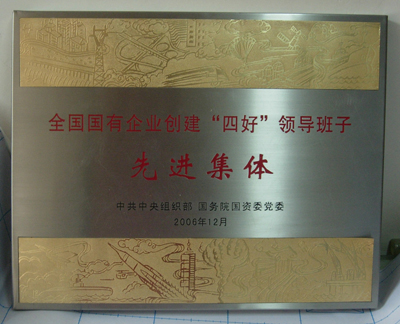 全国国有企业创建“四好”领导班子
先进集体
中共中央组织部 国务院国资委党委
2006年12月